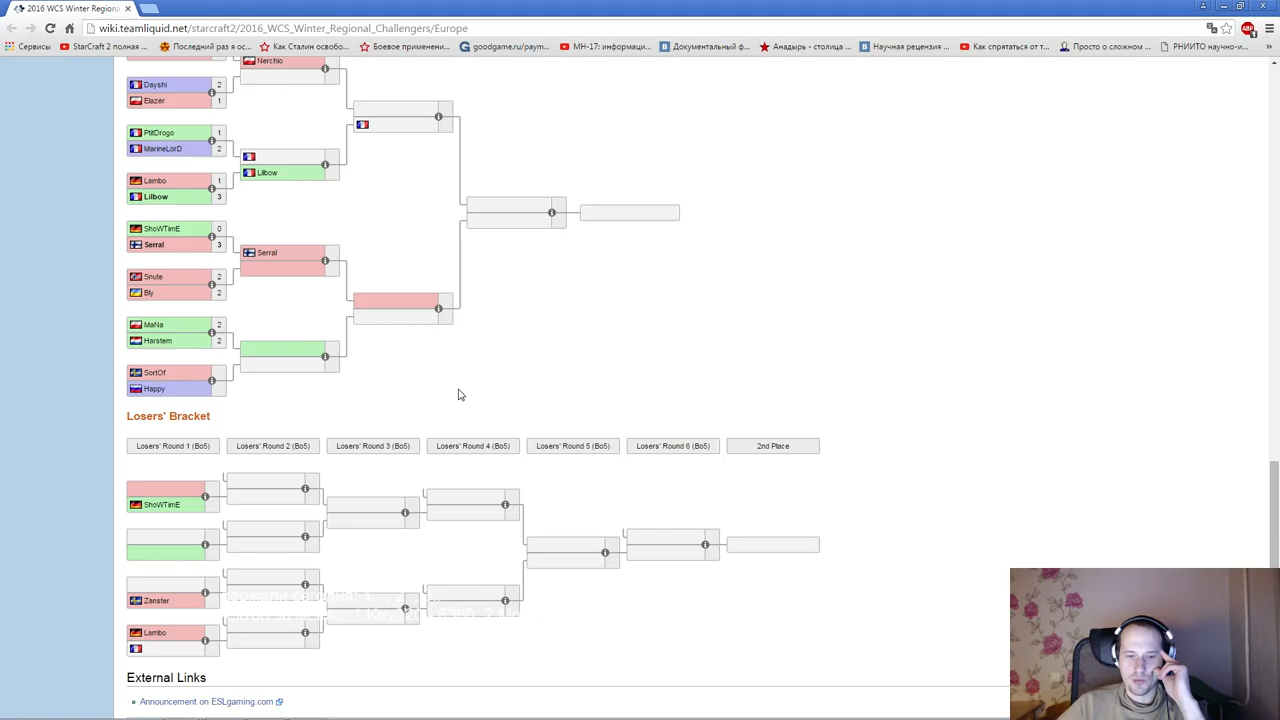 2016 WCS Winter Regiona
wiki.teamliquid.net/starcraft2/2016_WCS_Winter_Regional_Challengers/Europe
Сервисы
StarCraft 2 полная ...
Последний раз я ос...
Как Сталин освобо...
Боевое применени...
goodgame.ru/paym...
МН-17: информаци...
Документальный ф...
Анадырь - столица ...
Научная рецензия ...
Как спрятаться от т...
Просто о сложном ...
РНИИТО научно-и...
Nerchio
Dayshi 2
Elazer 1
PtitDrogo 1
MarineLorD 2
Lilbow
Lambo 1
Lilbow 3
ShoWTimE 0
Serral 3
Serral
Snute 2
Bly 2
MaNa 2
Harstem 2
SortOf
Happy
Losers' Bracket
Losers' Round 1 (Bo5)
Losers' Round 2 (Bo5)
Losers' Round 3 (Bo5)
Losers' Round 4 (Bo5)
Losers' Round 5 (Bo5)
Losers' Round 6 (Bo5)
2nd Place
ShoWTimE
Zanster
Lambo
External Links
Announcement on ESLgaming.com